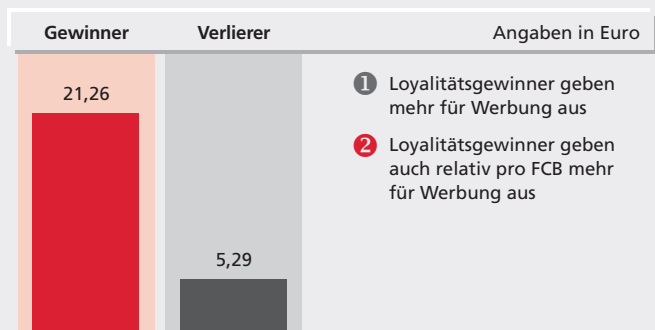 Gewinner Verlierer Angaben in Euro
21,26
5,29
1 Loyalitätsgewinner geben
mehr für Werbung aus
2 Loyalitätsgewinner geben
auch relativ pro FCB mehr
für Werbung aus